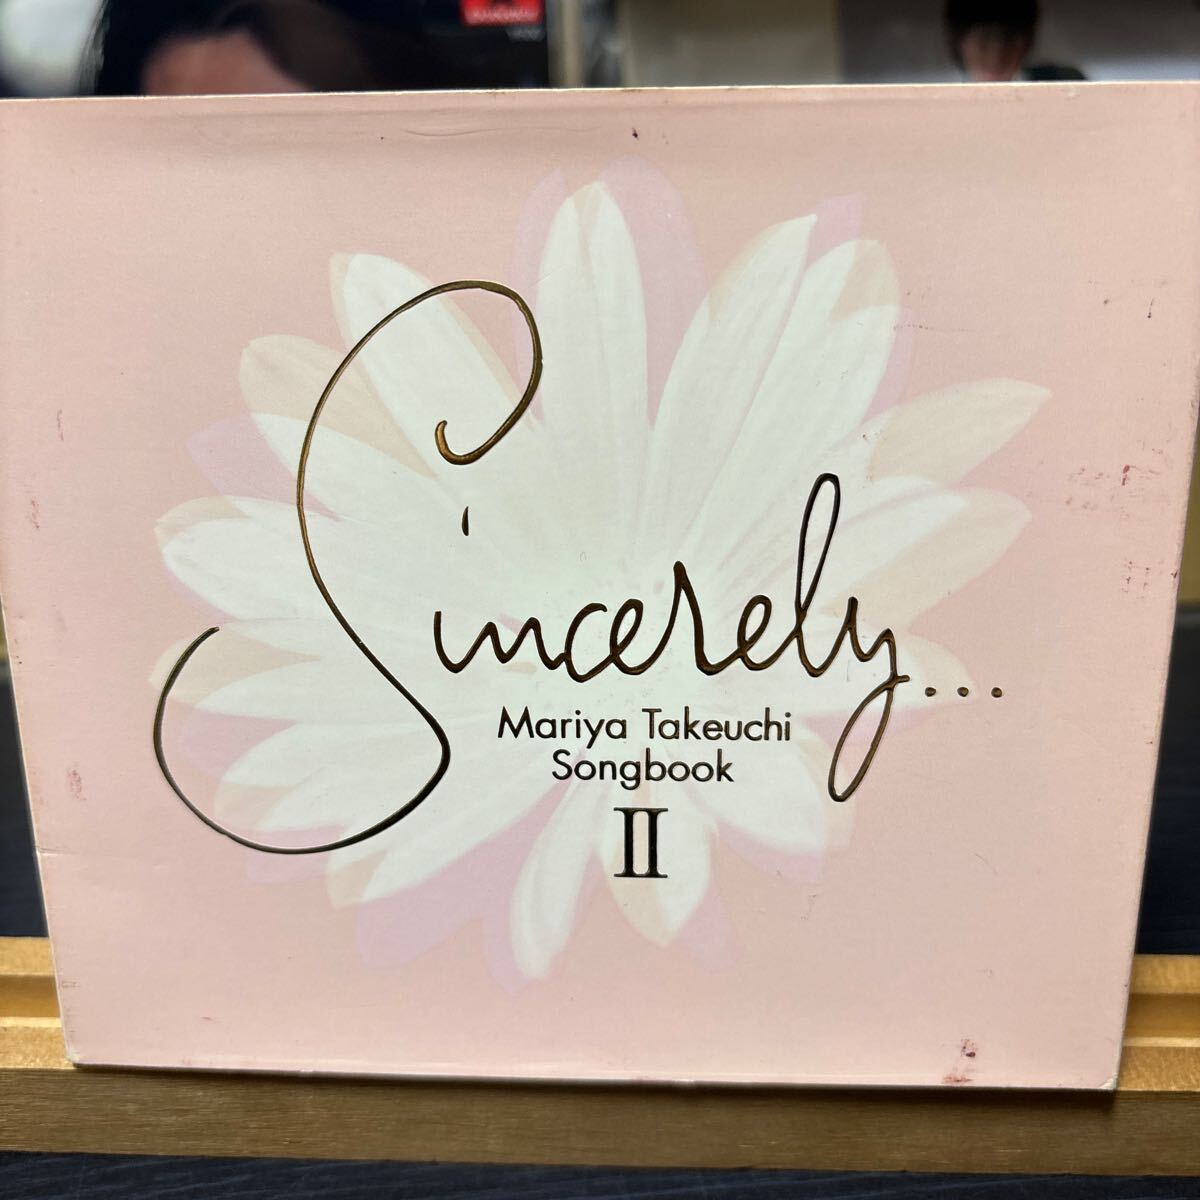 Sincerely...
Mariya Takeuchi
Songbook
II